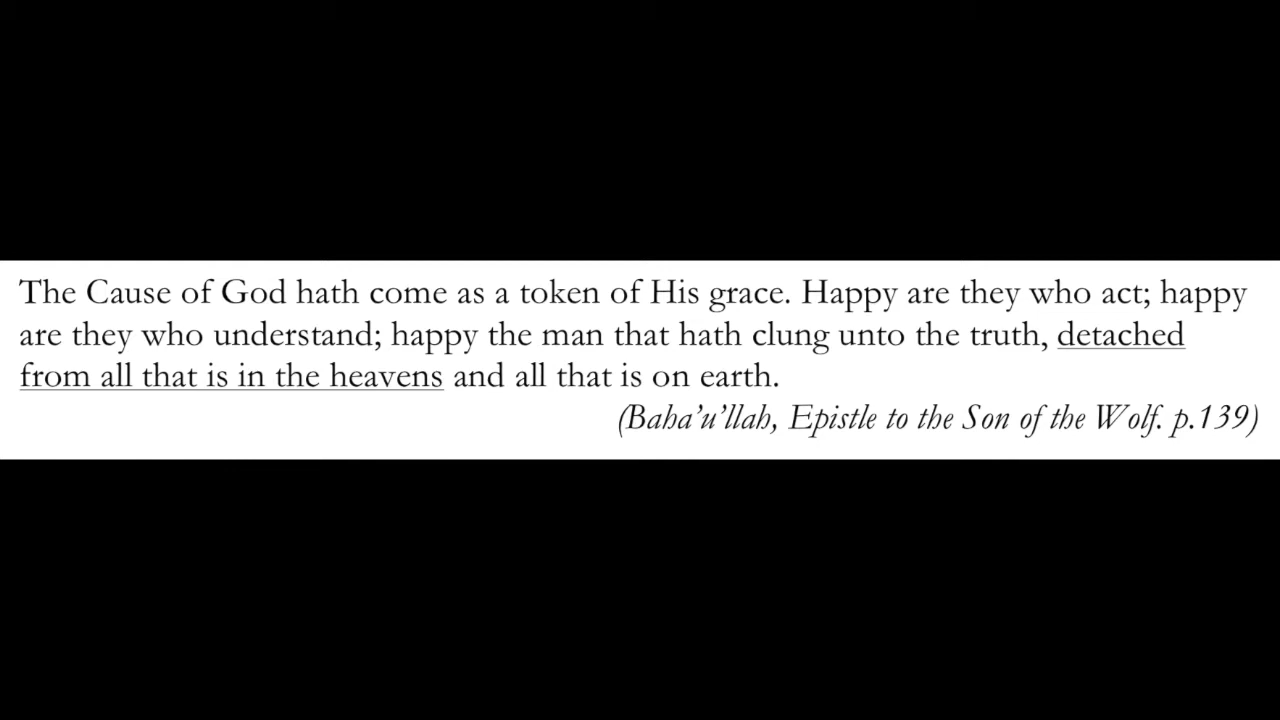 The Cause of God hath come as a token of His grace. Happy are they who act; happy
are they who understand; happy the man that hath clung unto the truth, detached
from all that is in the heavens and all that is on earth.
(Baha’u’llah, Epistle to the Son of the Wolf. p.139)